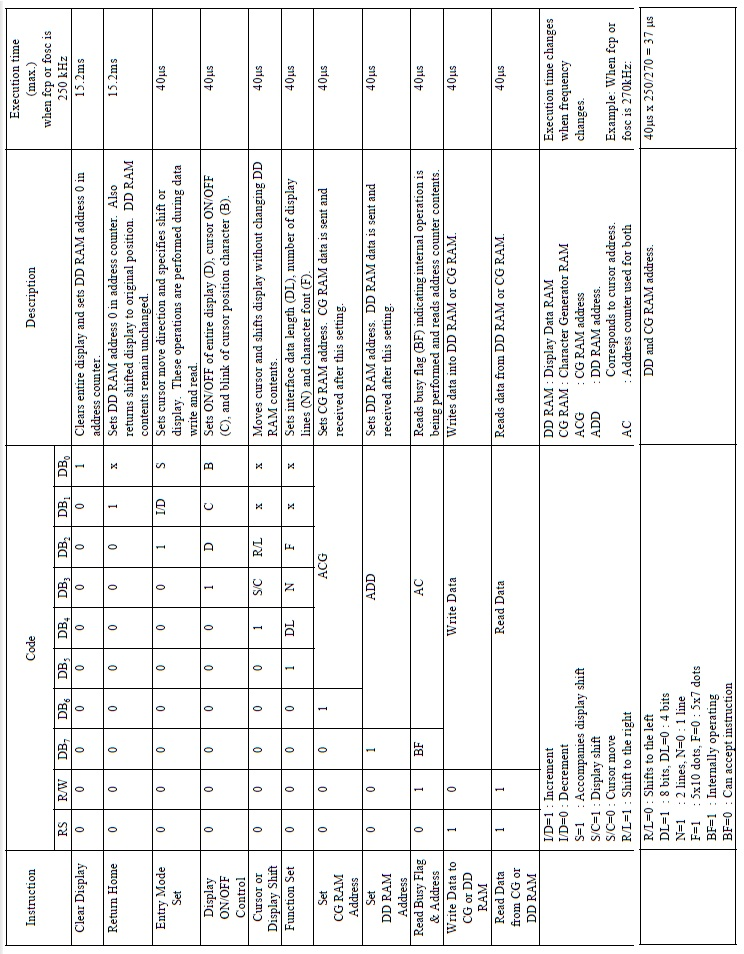 Instruction
Code
Description
Execution time
(max.)
when fcp or fosc is
250 kHz
RS R/W DB7 DB6 DB5 DB4 DB3 DB2 DB1 DB0
Clear Display
0 0 0 0 0 0 0 0 0 1
Clears entire display and sets DD RAM address 0 in
address counter.
15.2ms
Return Home
0 0 0 0 0 0 0 0 1 x
Sets DD RAM address 0 in address counter. Also
returns shifted display to original position. DD RAM
contents remain unchanged.
15.2ms
Entry Mode
Set
0 0 0 0 0 0 0 1 I/D S
Sets cursor move direction and specifies shift or
display. These operations are performed during data
write and read.
40µs
Display
ON/OFF
Control
0 0 0 0 0 0 1 D C B
Sets ON/OFF of entire display (D), cursor ON/OFF
(C), and blink of cursor position character (B).
40µs
Cursor or
Display Shift
0 0 0 0 0 1 S/C R/L x x
Moves cursor and shifts display without changing DD
RAM contents.
40µs
Function Set
0 0 0 0 1 DL N F x x
Sets interface data length (DL), number of display
lines (N) and character font (F).
40µs
Set
CG RAM
Address
0 0 0 1 ACG
Sets CG RAM address. CG RAM data is sent and
received after this setting.
40µs
Set
DD RAM
Address
0 0 1 ADD
Sets DD RAM address. DD RAM data is sent and
received after this setting.
40µs
Read Busy Flag
& Address
0 1 BF AC
Reads busy flag (BF) indicating internal operation is
being performed and reads address counter contents.
40µs
Write Data to
CG or DD
RAM
1 0 Write Data
Writes data into DD RAM or CG RAM.
40µs
Read Data
from CG or
DD RAM
1 1 Read Data
Reads data from DD RAM or CG RAM.
40µs
I/D=1 : Increment
I/D=0 : Decrement
S=1 : Accompanies display shift
S/C=1 : Display shift
S/C=0 : Cursor move
R/L=1 : Shift to the right
DD RAM : Display Data RAM
CG RAM : Character Generator RAM
ACG : CG RAM address
ADD : DD RAM address.
Corresponds to cursor address.
AC : Address counter used for both
Execution time changes
when frequency
changes.
Example: When fcp or
fosc is 270kHz:
R/L=0 : Shifts to the left
DL=1 : 8 bits, DL=0 : 4 bits
N=1 : 2 lines, N=0 : 1 line
F=1 : 5x10 dots, F=0 : 5x7 dots
BF=1 : Internally operating
BF=0 : Can accept instruction
DD and CG RAM address.
40µs x 250/270 = 37 µs